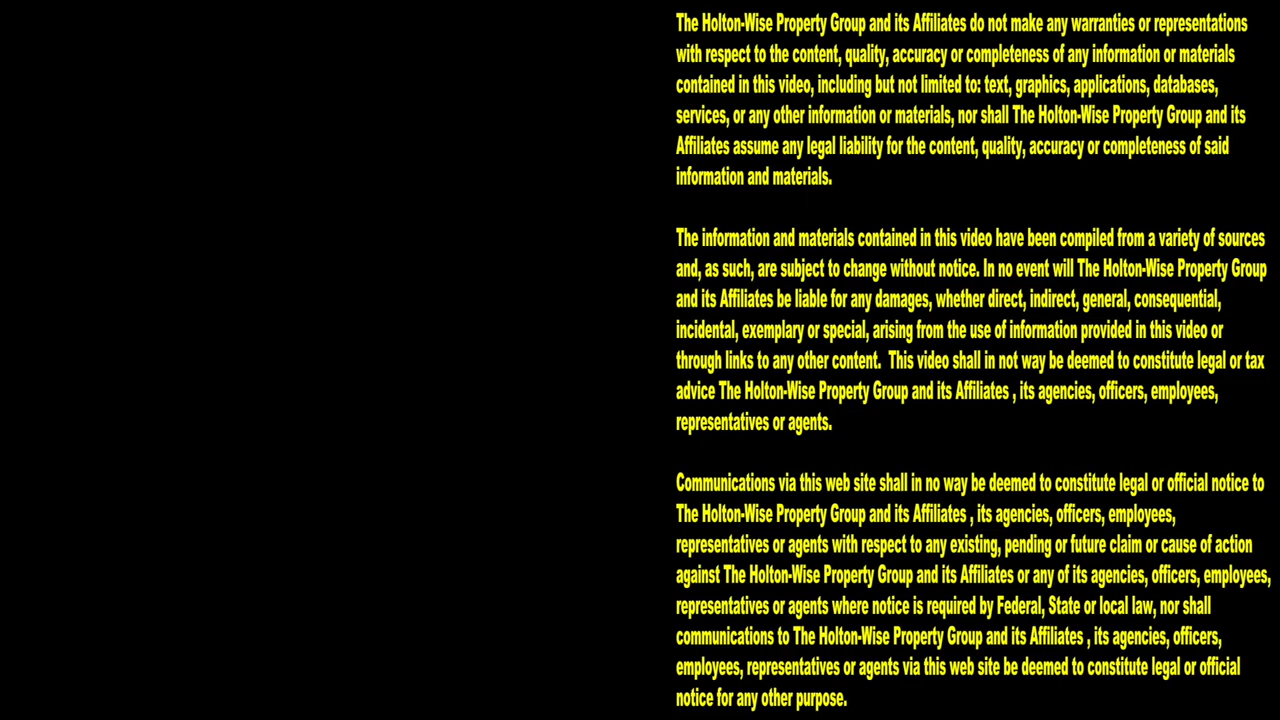 The Holton-Wise Property Group and its Affiliates do not make any warranties or representations
with respect to the content, quality, accuracy or completeness of any information or materials
contained in this video, including but not limited to: text, graphics, applications, databases,
services, or any other information or materials, nor shall The Holton-Wise Property Group and its
Affiliates assume any legal liability for the content, quality, accuracy or completeness of said
information and materials.
The information and materials contained in this video have been compiled from a variety of sources
and, as such, are subject to change without notice. In no event will The Holton-Wise Property Group
and its Affiliates be liable for any damages, whether direct, indirect, general, consequential,
incidental, exemplary or special, arising from the use of information provided in this video or
through links to any other content.  This video shall in not way be deemed to constitute legal or tax
advice The Holton-Wise Property Group and its Affiliates , its agencies, officers, employees,
representatives or agents.
Communications via this web site shall in no way be deemed to constitute legal or official notice to
The Holton-Wise Property Group and its Affiliates , its agencies, officers, employees,
representatives or agents with respect to any existing, pending or future claim or cause of action
against The Holton-Wise Property Group and its Affiliates or any of its agencies, officers, employees,
representatives or agents where notice is required by Federal, State or local law, nor shall
communications to The Holton-Wise Property Group and its Affiliates , its agencies, officers,
employees, representatives or agents via this web site be deemed to constitute legal or official
notice for any other purpose.